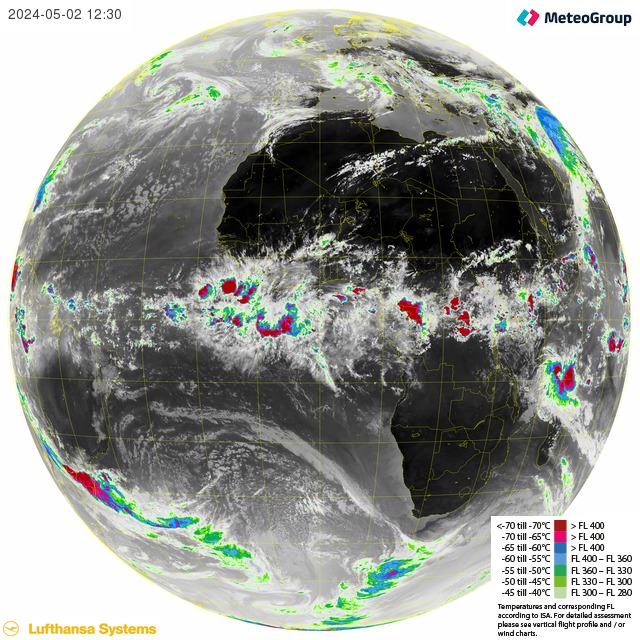 2024-05-02 12:30
MeteoGroup
<-70 till -70°C > FL 400
-70 till -65°C > FL 400
-65 till -60°C > FL 400
-60 till -55°C FL 400 – FL 360
-55 till -50°C FL 360 – FL 330
-50 till -45°C FL 330 – FL 300
-45 till -40°C FL 300 – FL 280
Temperatures and corresponding FL
according to ISA. For detailed assessment
please see vertical flight profile and / or
wind charts.
Lufthansa Systems